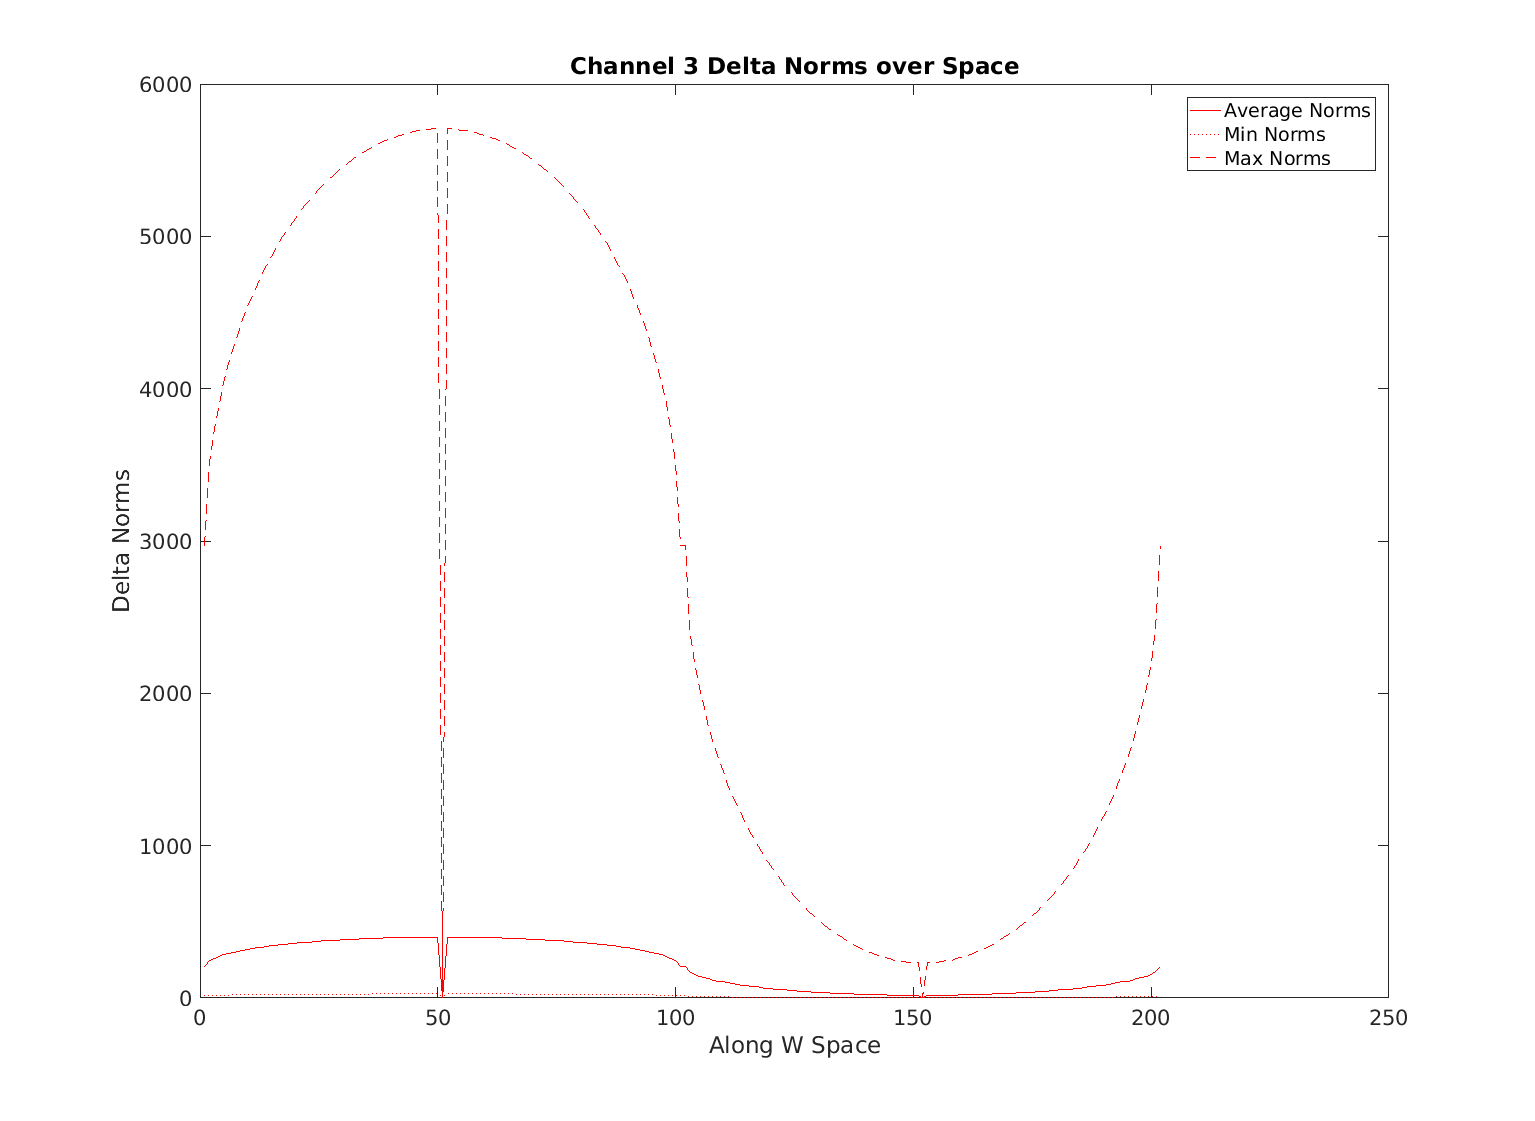 Channel 3 Delta Norms over Space
6000
5000
4000
3000
2000
1000
0
Delta Norms
Average Norms
Min Norms
Max Norms
0 50 100 150 200 250
Along W Space